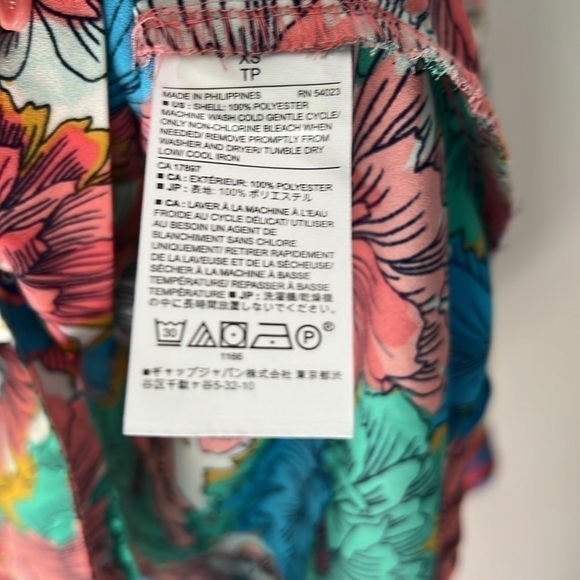 XS
TP
MADE IN PHILIPPINES RN 54023
■ US : SHELL: 100% POLYESTER
MACHINE WASH COLD GENTLE CYCLE/
ONLY NON-CHLORINE BLEACH WHEN
NEEDED/ REMOVE PROMPTLY FROM
WASHER AND DRYER/ TUMBLE DRY
LOW/ COOL IRON
CA 17897
■ CA : EXTÉRIEUR: 100% POLYESTER
■ JP : 表地: 100% ポリエステル
■ CA : LAVER À LA MACHINE À L'EAU
FROIDE AU CYCLE DÉLICAT/ UTILISER
AU BESOIN UN AGENT DE
BLANCHIMENT SANS CHLORE
UNIQUEMENT/ RETIRER RAPIDEMENT
DE LA LAVEUSE ET DE LA SÉCHEUSE/
SÉCHER À LA MACHINE À BASSE
TEMPÉRATURE/ REPASSER À BASSE
TEMPÉRATURE ■ JP : 洗濯機/乾燥機
の中に長時間放置しないでください。
30 P ®
1166
■ギャップジャパン株式会社 東京都渋
谷区千駄ヶ谷5-32-10